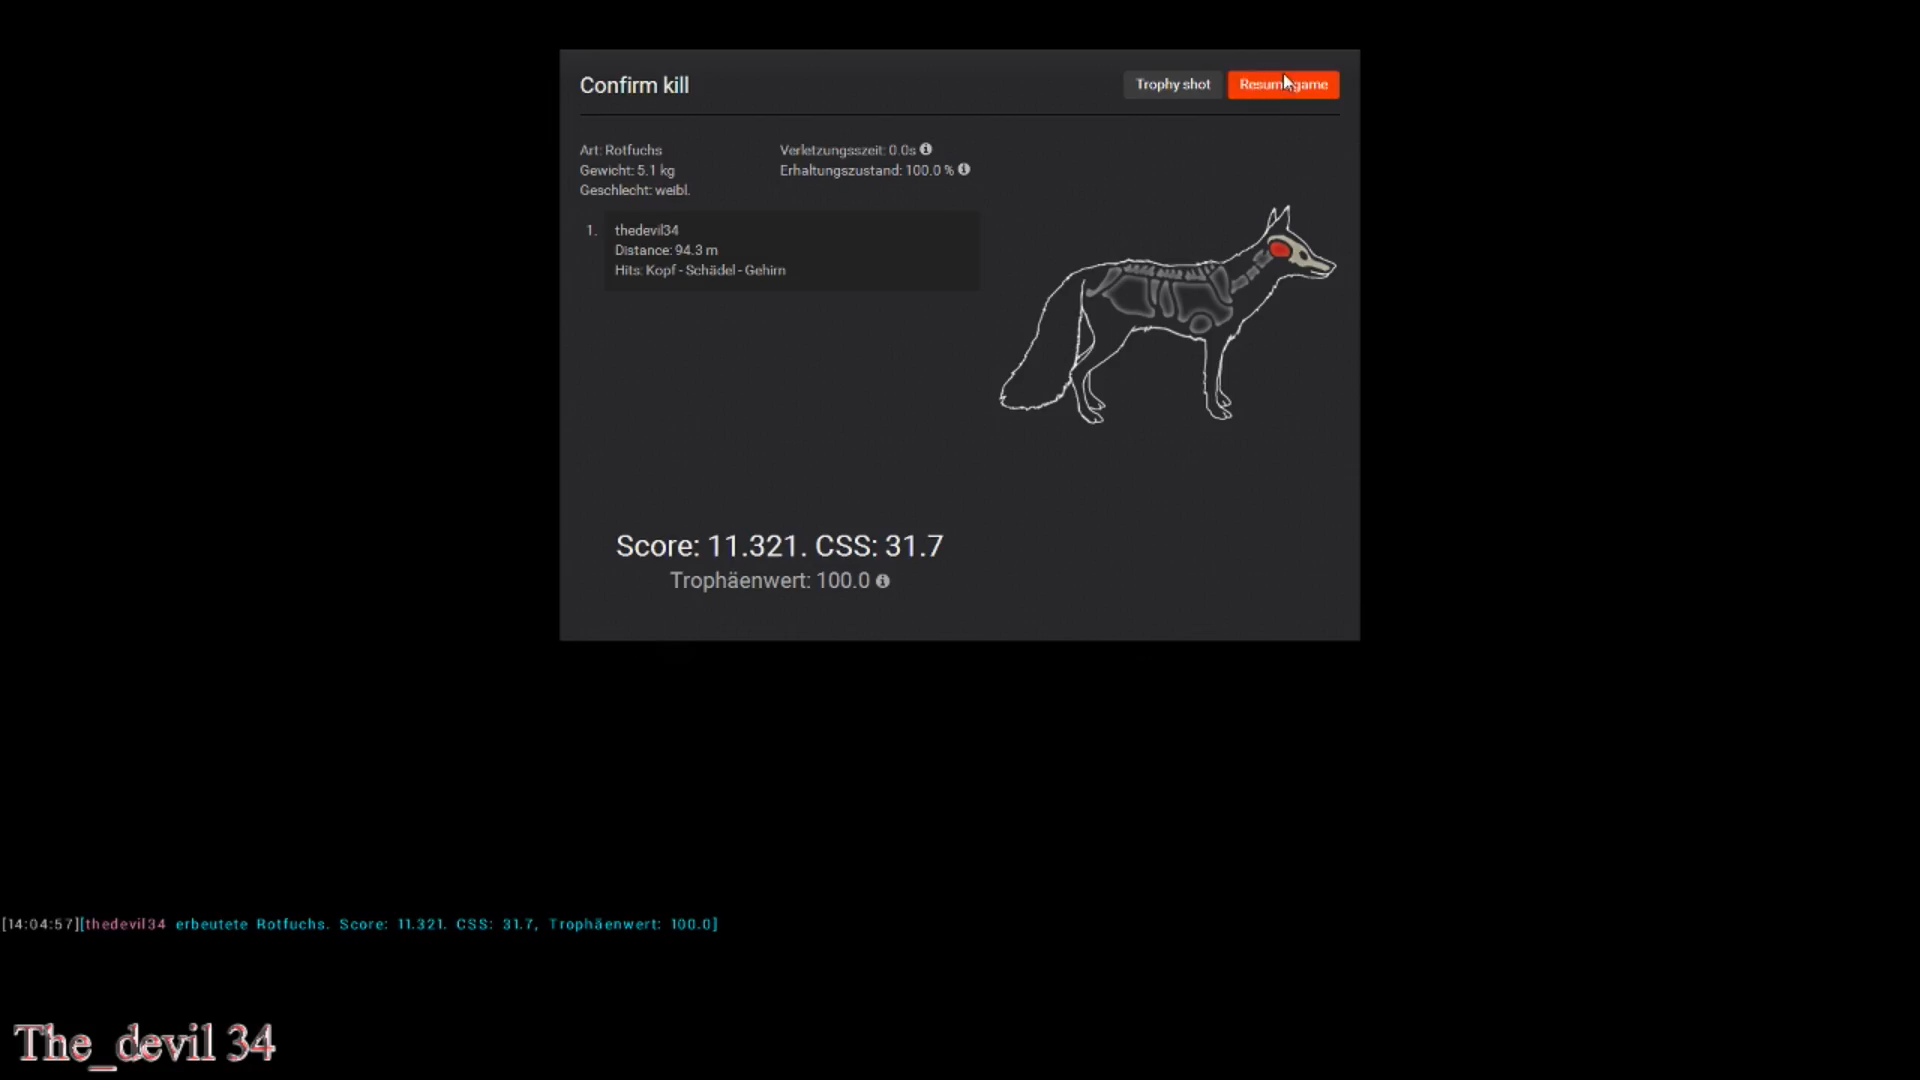 Confirm kill
Trophy shot
Resume game
Art: Rotfuchs
Gewicht: 5.1 kg
Geschlecht: weibl.
Verletzungsszeit: 0.0s
Erhaltungszustand: 100.0 %
1. thedevil34
Distance: 94.3 m
Hits: Kopf - Schädel - Gehirn
Score: 11.321. CSS: 31.7
Trophäenwert: 100.0
[14:04:57][thedevil34 erbeutete Rotfuchs. Score: 11.321. CSS: 31.7, Trophäenwert: 100.0]
The_devil 34